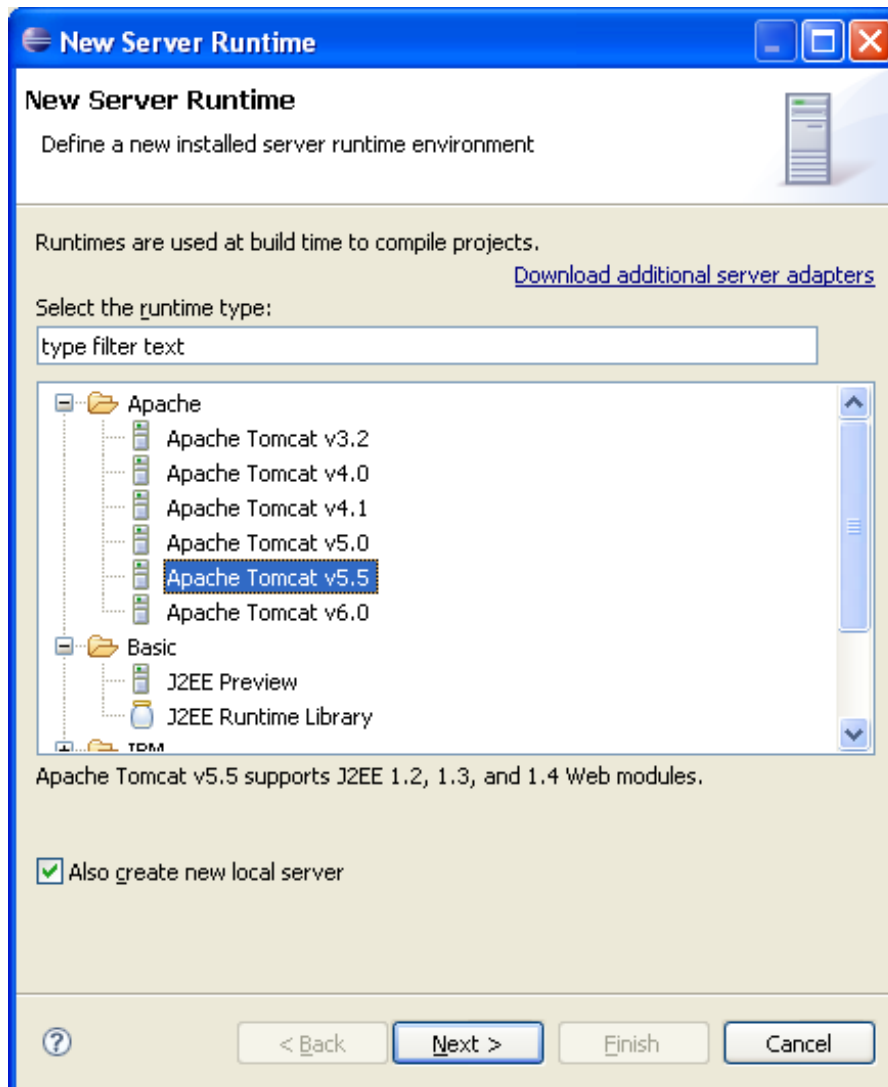 New Server Runtime
New Server Runtime
Define a new installed server runtime environment
Runtimes are used at build time to compile projects.
Download additional server adapters
Select the runtime type:
type filter text
Apache
Apache Tomcat v3.2
Apache Tomcat v4.0
Apache Tomcat v4.1
Apache Tomcat v5.0
Apache Tomcat v5.5
Apache Tomcat v6.0
Basic
J2EE Preview
J2EE Runtime Library
IBM
Apache Tomcat v5.5 supports J2EE 1.2, 1.3, and 1.4 Web modules.
Also create new local server
? < Back Next > Finish Cancel